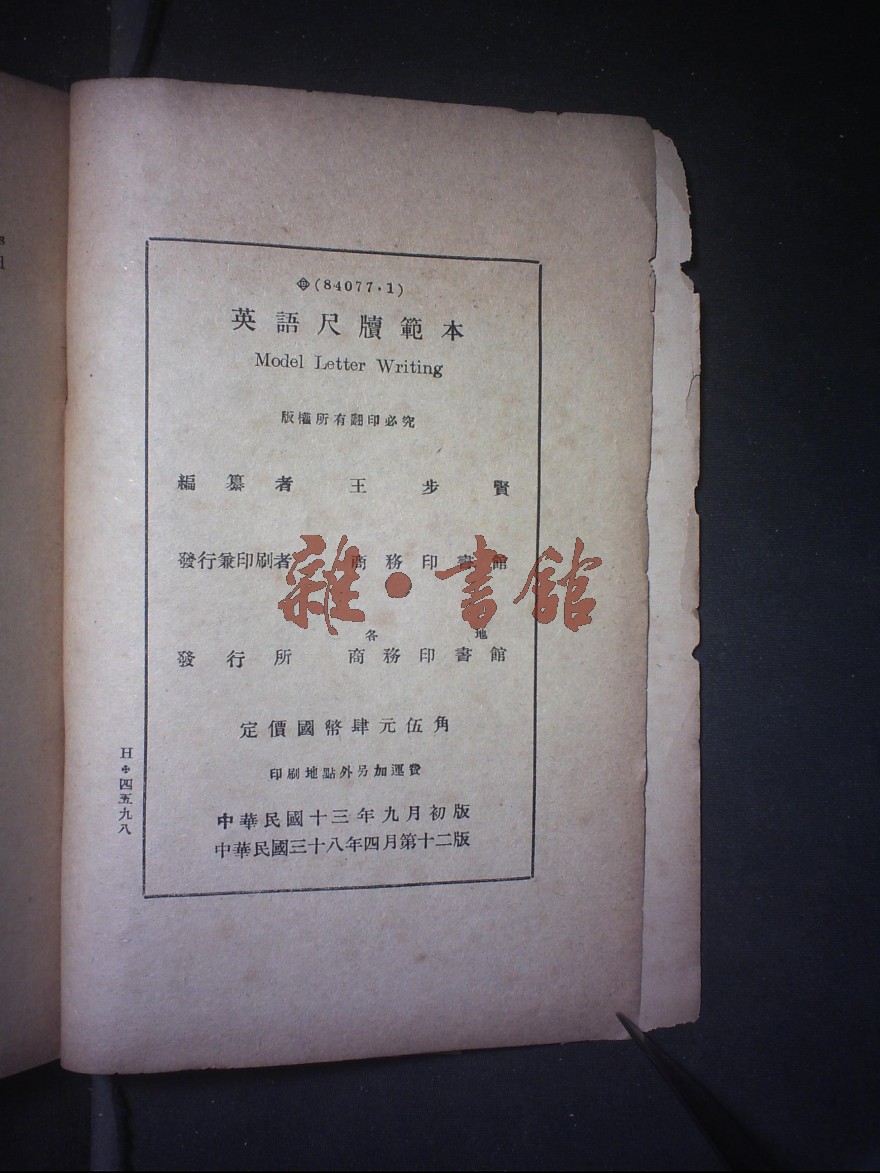 (84077·1)
英語尺牘範本
Model Letter Writing
版權所有翻印必究
編纂者 王步賢
發行兼印刷者 商務印書館
各地
發行所 商務印書館
定價國幣肆元伍角
印刷地點外另加運費
中華民國十三年九月初版
中華民國三十八年四月第十二版
H 四五九八
雜·書館
s
l